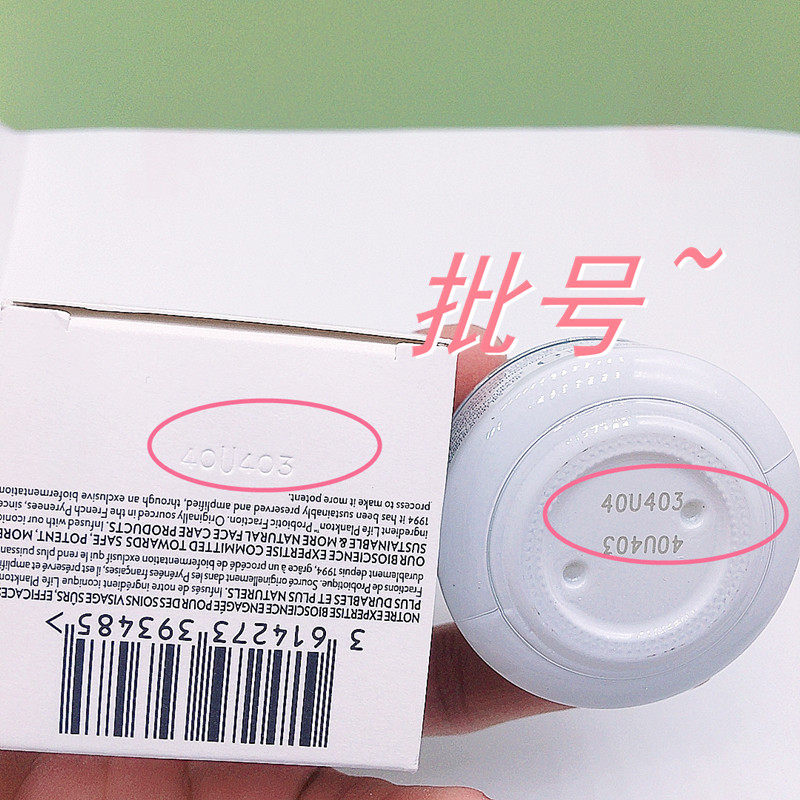 批号~
40U403
40U403
40U403
process to make it more potent.
1994 it has been sustainably preserved and amplified, through an exclusive biofermentation
ingredient Life Plankton™ Probiotic Fraction. Originally sourced in the French Pyrenees, since
SUSTAINABLE & MORE NATURAL FACE CARE PRODUCTS. Infused with our iconic
OUR BIOSCIENCE EXPERTISE COMMITTED TOWARDS SAFE, POTENT, MORE
durablement depuis 1994, grâce à un procédé de biofermentation exclusif qui le rend plus puissant
Fraction Probiotique. Sourcé originellement dans les Pyrénées françaises, il est préservé et amplifié
PLUS DURABLES ET PLUS NATURELS. Infusés de notre ingrédient iconique Life Plankton
NOTRE EXPERTISE ENGAGÉE EN SCIENCE BIO POUR DES SOINS VISAGES SÛRS, EFFICACES
3 614273 393485 >